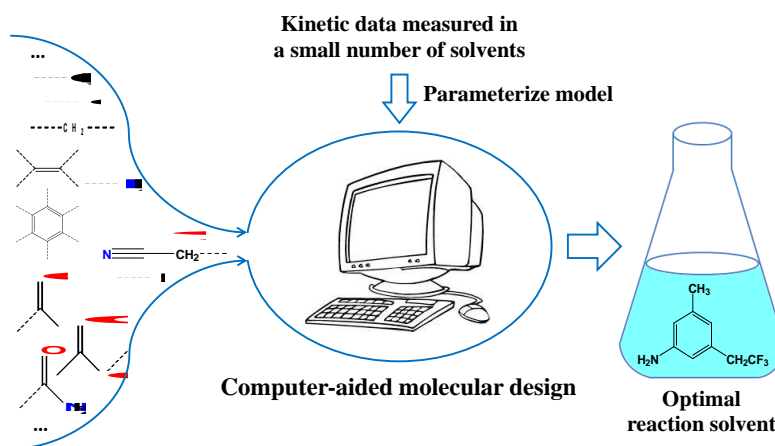 Kinetic data measured in
a small number of solvents
Parameterize model
...
CH2
N
CH2
O
N
...
Computer-aided molecular design
CH3
H2N
CH2CF3
Optimal
reaction solvent